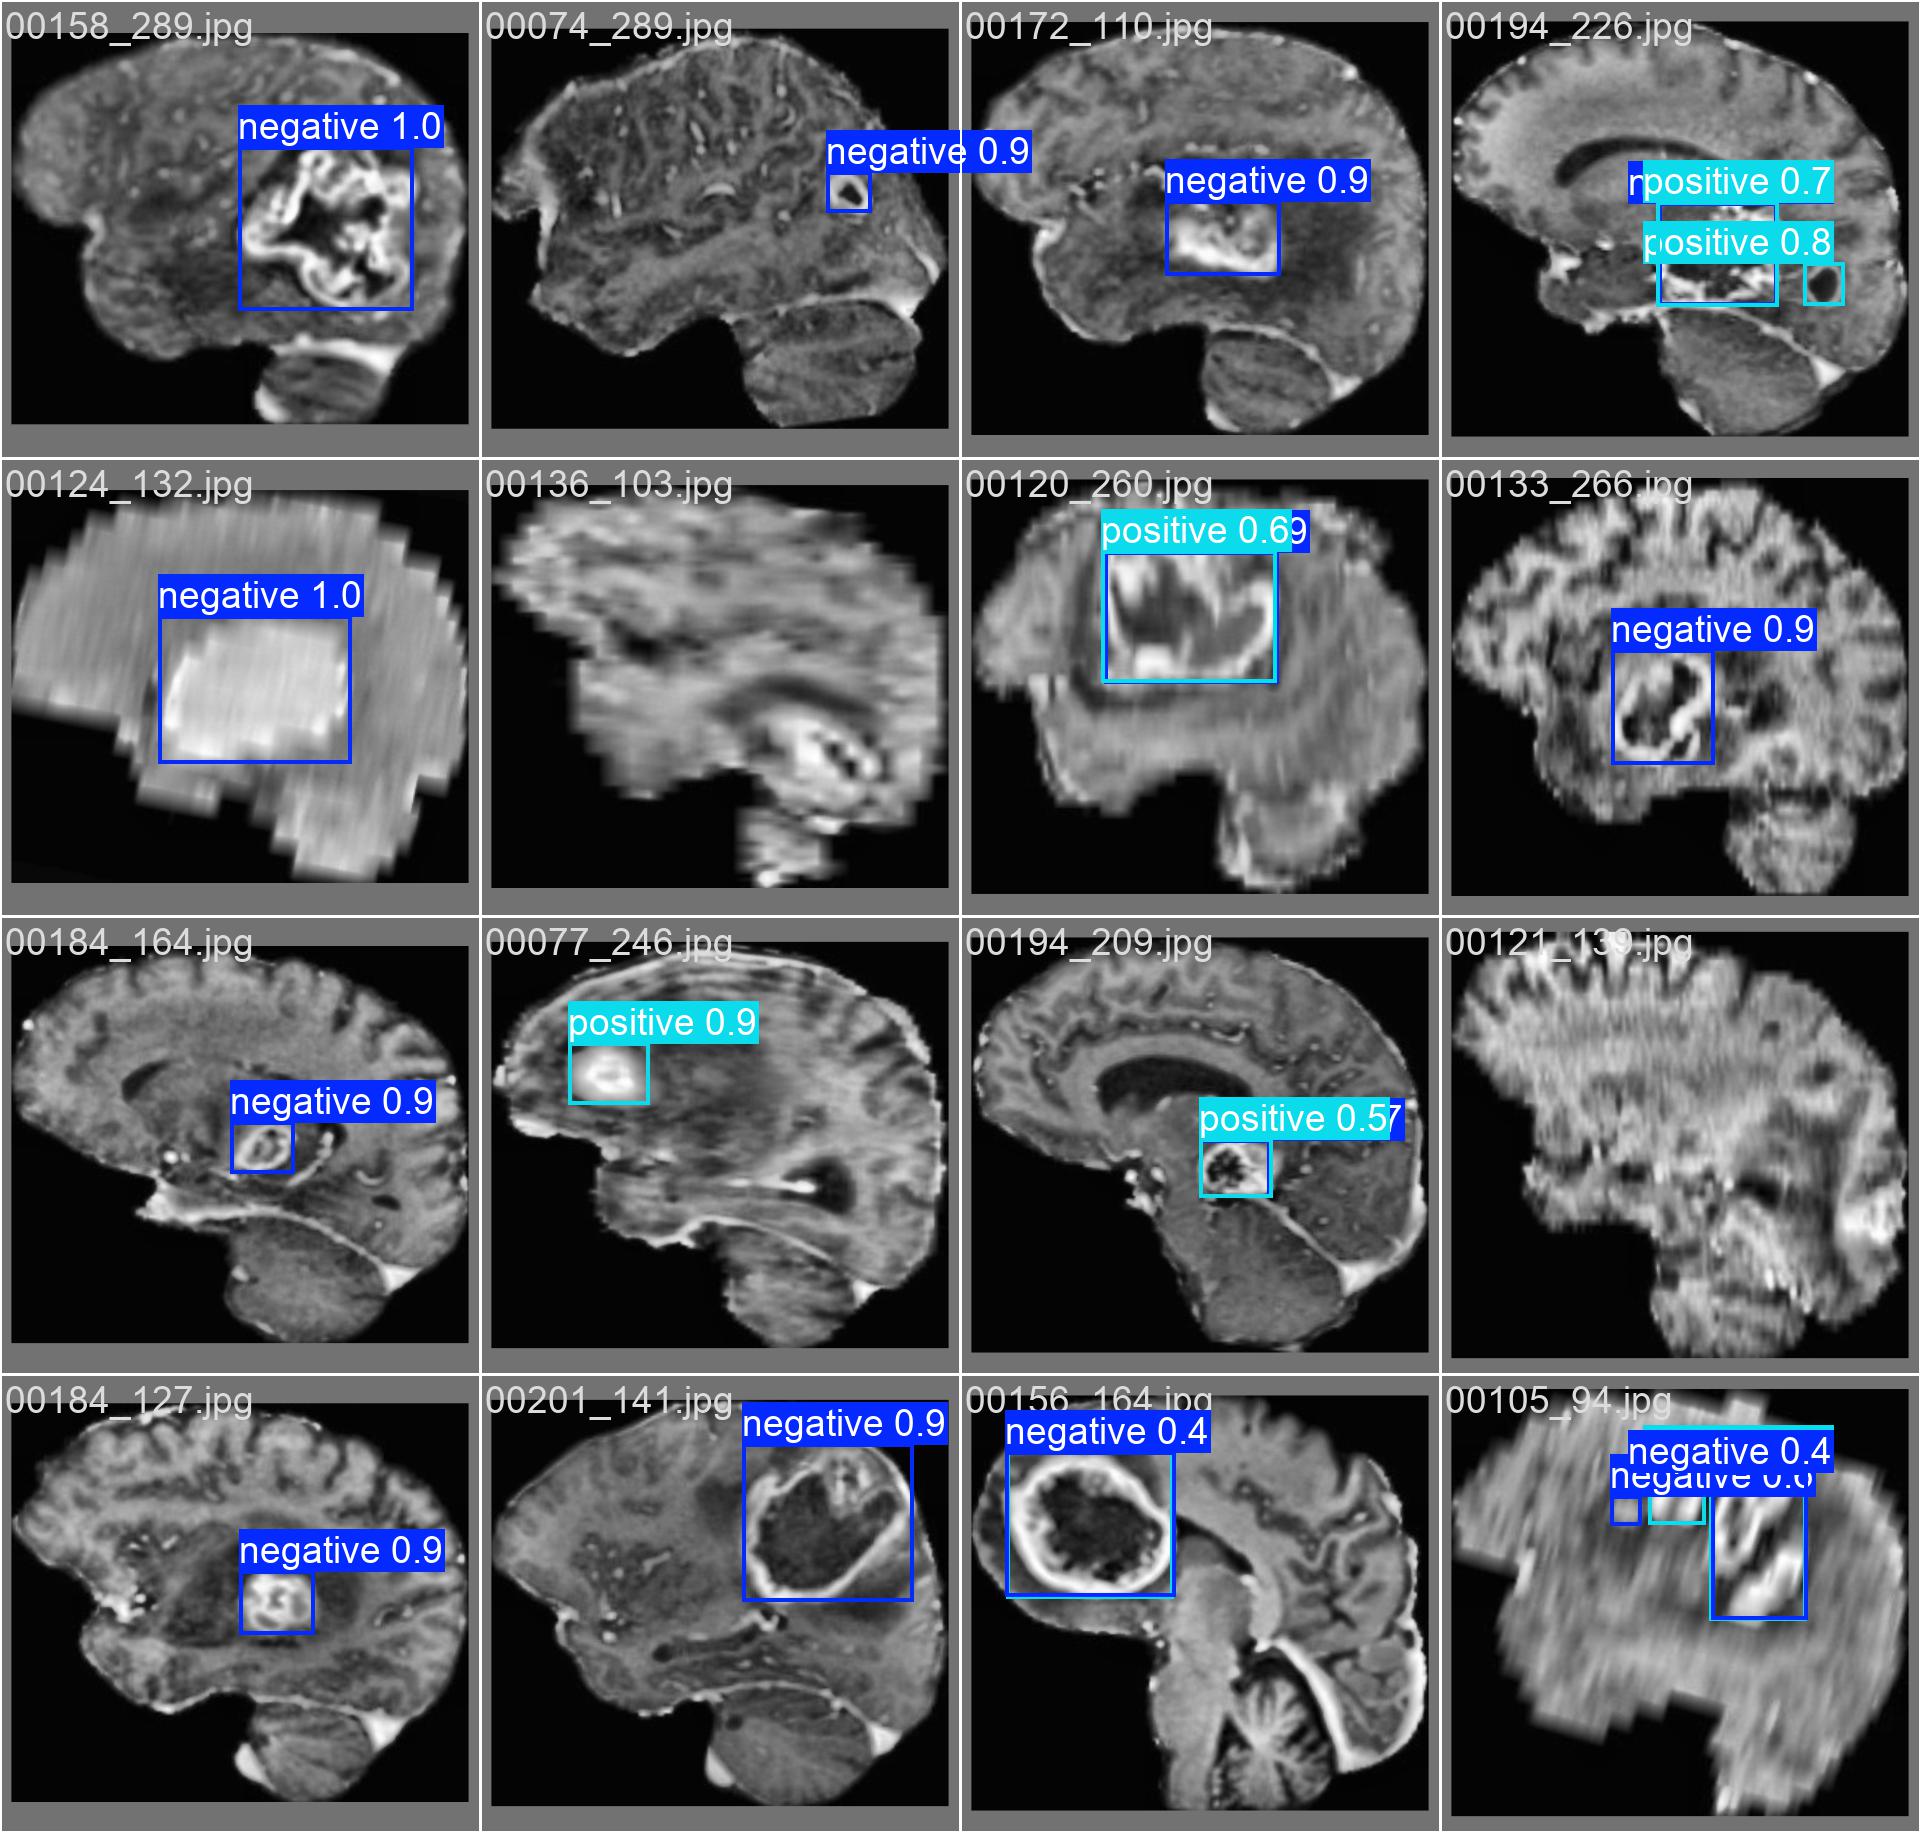 00158_289.jpg
negative 1.0
00074_289.jpg
negative 0.9
00172_110.jpg
negative 0.9
00194_226.jpg
positive 0.7
positive 0.8
00124_132.jpg
negative 1.0
00136_103.jpg
00120_260.jpg
positive 0.69
00133_266.jpg
negative 0.9
00184_164.jpg
negative 0.9
00077_246.jpg
positive 0.9
00194_209.jpg
positive 0.57
00121_139.jpg
00184_127.jpg
negative 0.9
00201_141.jpg
negative 0.9
00156_164.jpg
negative 0.4
00105_94.jpg
negative 0.4
negative